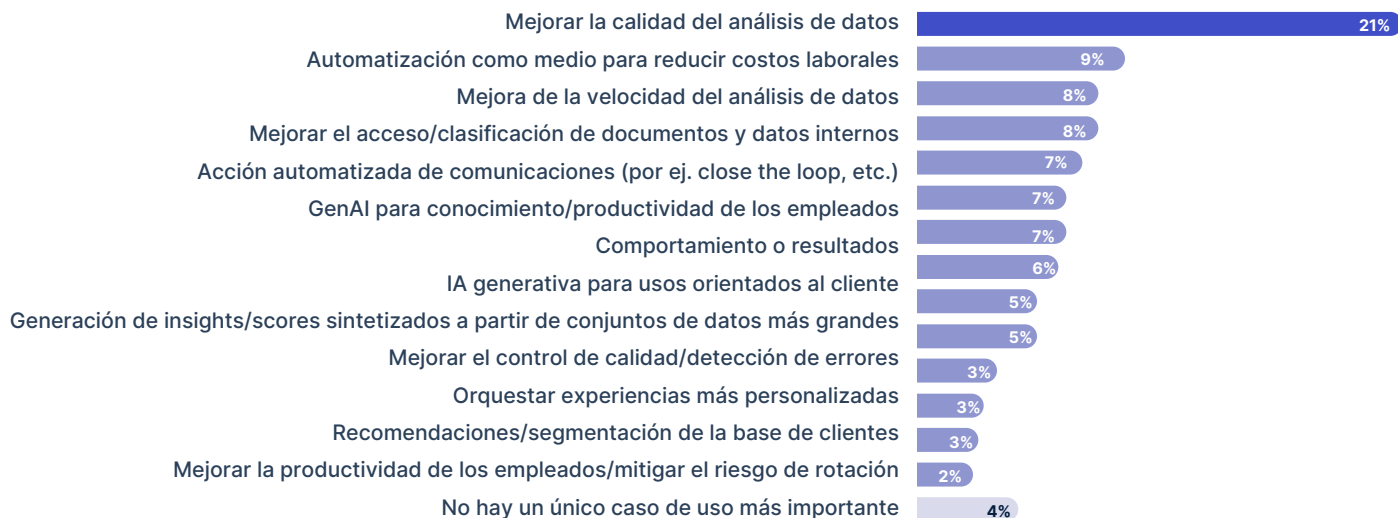 Mejorar la calidad del análisis de datos 21%
Automatización como medio para reducir costos laborales 9%
Mejora de la velocidad del análisis de datos 8%
Mejorar el acceso/clasificación de documentos y datos internos 8%
Acción automatizada de comunicaciones (por ej. close the loop, etc.) 7%
GenAI para conocimiento/productividad de los empleados 7%
Comportamiento o resultados 7%
IA generativa para usos orientados al cliente 6%
5%
Generación de insights/scores sintetizados a partir de conjuntos de datos más grandes 5%
Mejorar el control de calidad/detección de errores 3%
Orquestar experiencias más personalizadas 3%
Recomendaciones/segmentación de la base de clientes 3%
Mejorar la productividad de los empleados/mitigar el riesgo de rotación 2%
No hay un único caso de uso más importante 4%